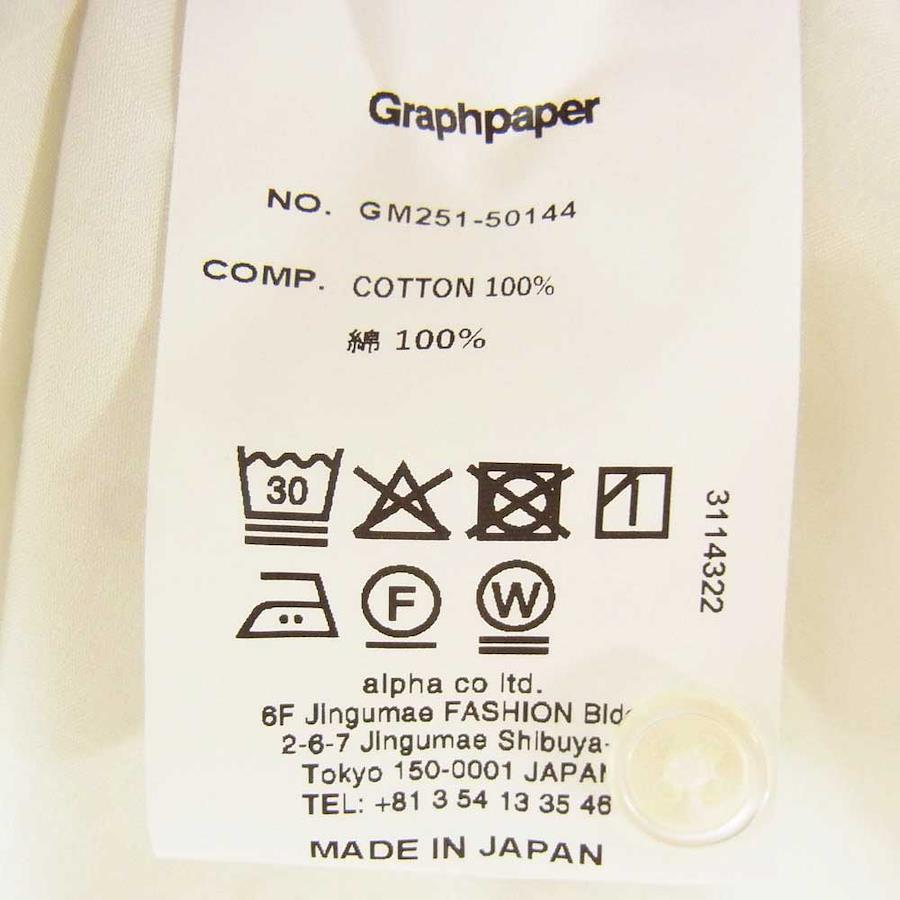 Graphpaper
NO. GM251-50144
COMP. COTTON 100%
綿 100%
30
3114322
F
W
alpha co ltd.
6F Jingumae FASHION
2-6-7 Jingumae Shibuya-
Tokyo 150-0001 JAPAN
TEL: +81 3 54 13 35 46
MADE IN JAPAN